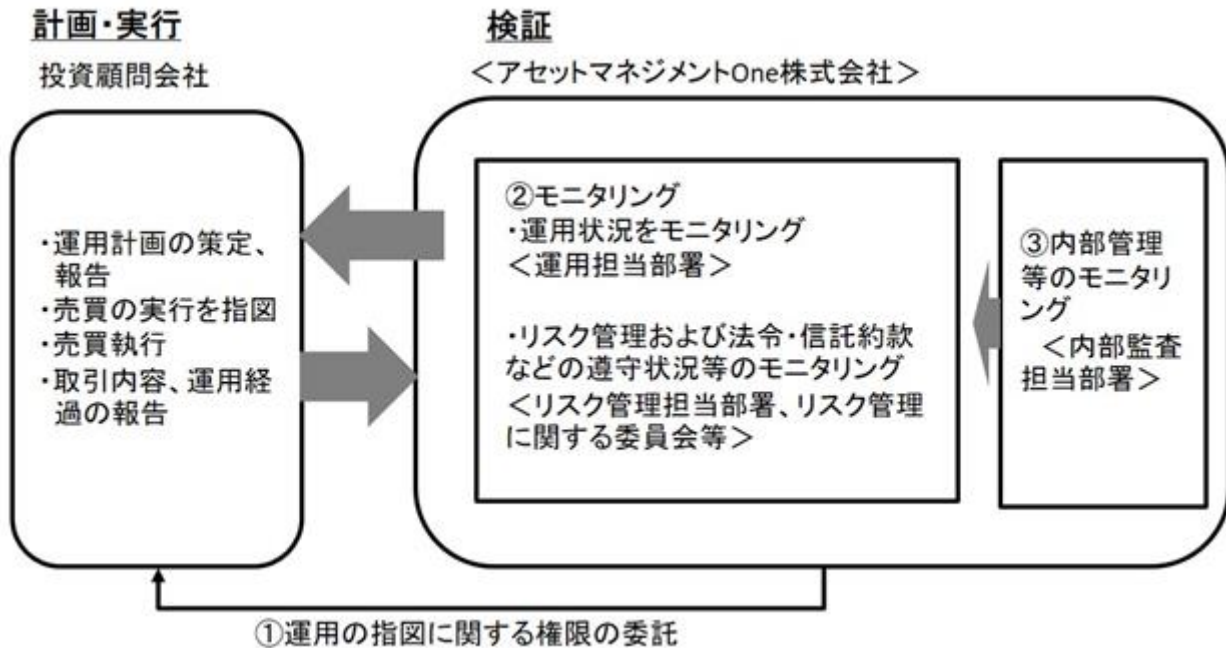 計画・実行
投資顧問会社
・運用計画の策定、
報告
・売買の実行を指図
・売買執行
・取引内容、運用経
過の報告
検証
＜アセットマネジメントOne株式会社＞
②モニタリング
・運用状況をモニタリング
＜運用担当部署＞
・リスク管理および法令・信託約款
などの遵守状況等のモニタリング
＜リスク管理担当部署、リスク管理
に関する委員会等＞
③内部管理
等のモニタリ
ング
＜内部監査
担当部署＞
①運用の指図に関する権限の委託